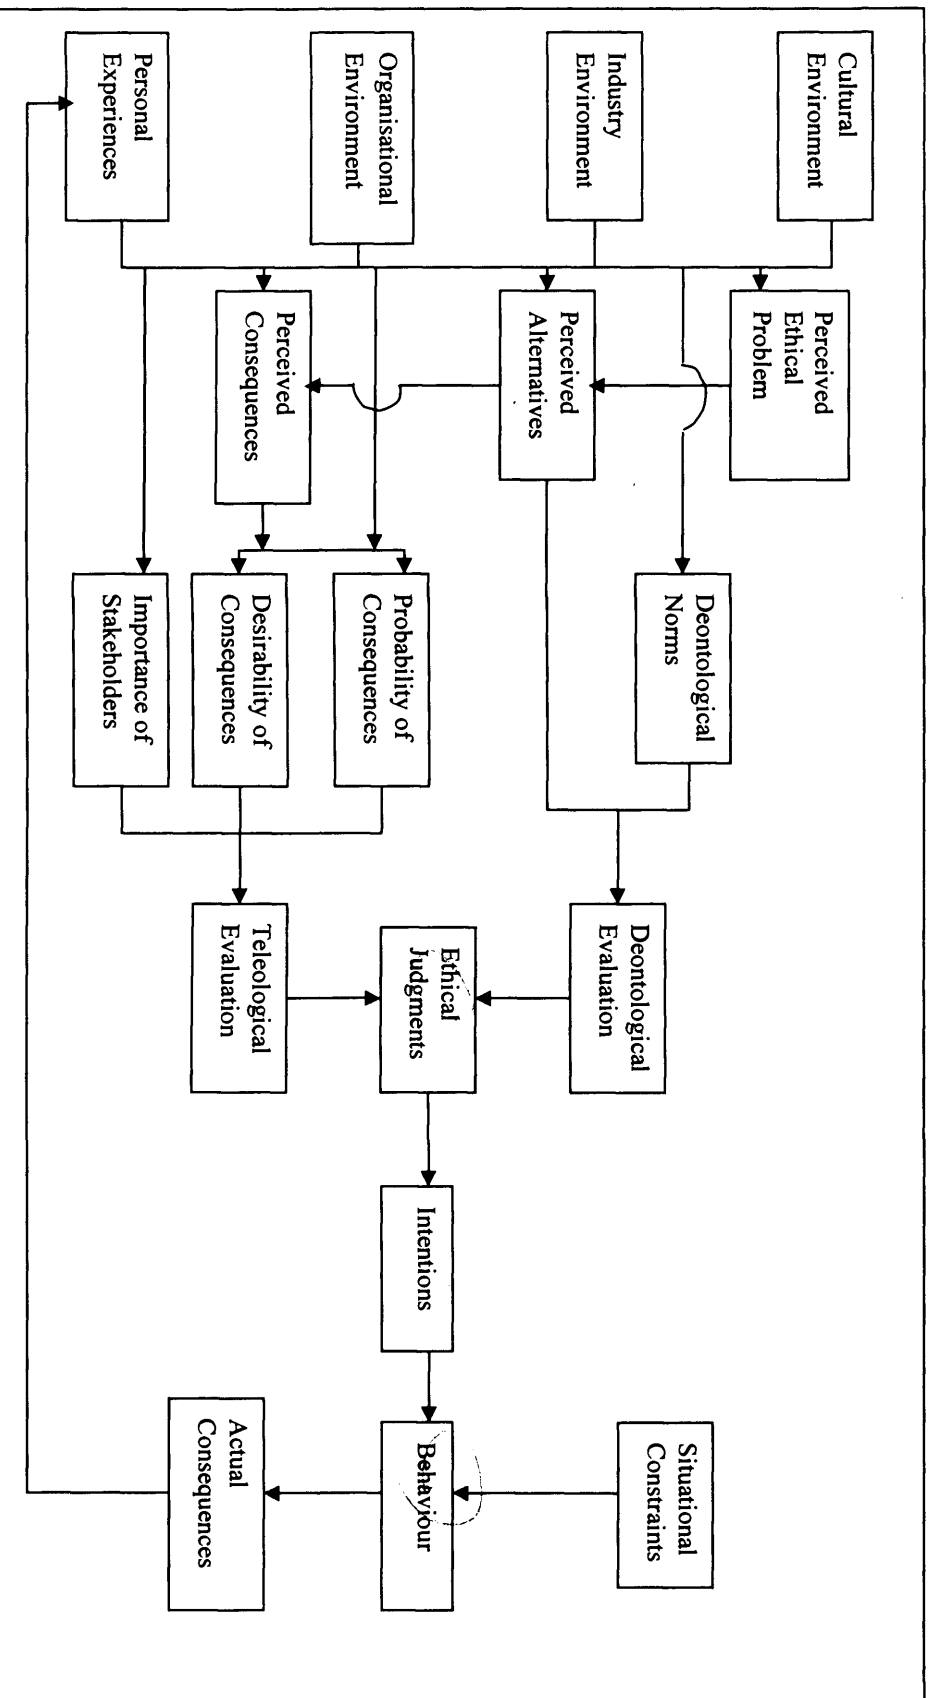 Cultural
Environment
Industry
Environment
Organisational
Environment
Personal
Experiences
Perceived
Ethical
Problem
Perceived
Alternatives
Perceived
Consequences
Deontological
Norms
Probability of
Consequences
Desirability of
Consequences
Importance of
Stakeholders
Deontological
Evaluation
Teleological
Evaluation
Ethical
Judgments
Intentions
Situational
Constraints
Behaviour
Actual
Consequences